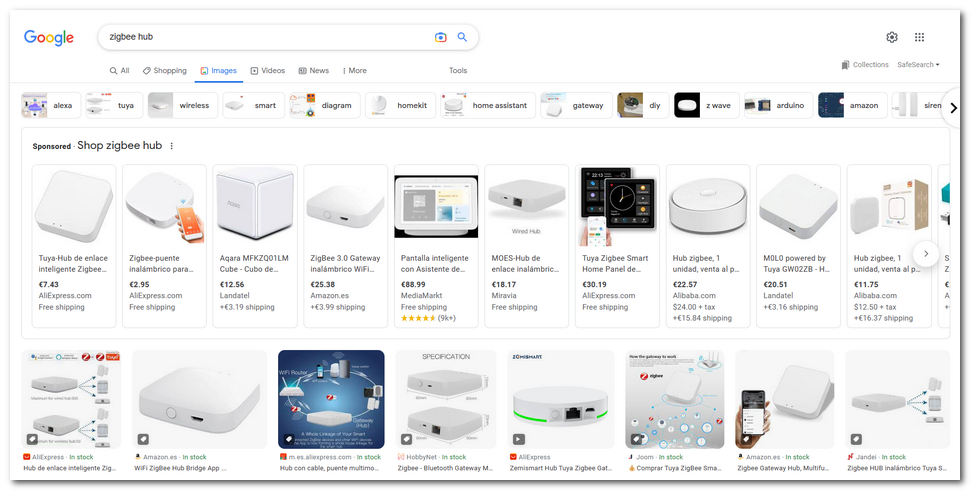 Google
zigbee hub
All Shopping Images Videos News More Tools
Collections SafeSearch
alexa tuya wireless smart diagram homekit home assistant gateway diy z wave arduino amazon siren
Sponsored · Shop zigbee hub
Wired Hub
22:13
Tuya-Hub de enlace
inteligente Zigbee…
€7.43
AliExpress.com
Free shipping
Zigbee-puente
inalámbrico para…
€2.95
AliExpress.com
Free shipping
Aqara MFKZQ01LM
Cube - Cubo de…
€12.56
Landatel
+€3.19 shipping
ZigBee 3.0 Gateway
inalámbrico WiFi…
€25.38
Amazon.es
+€3.99 shipping
Pantalla inteligente
con Asistente de…
€88.99
MediaMarkt
Free shipping
(9k+)
MOES-Hub de
enlace inalámbric…
€18.17
Miravia
Free shipping
Tuya Zigbee Smart
Home Panel de…
€30.19
AliExpress.com
Free shipping
Hub zigbee, 1
unidad, venta al p…
€22.57
Alibaba.com
$24.00 + tax
+€15.84 shipping
M0L0 powered by
Tuya GW02ZB - H…
€20.51
Landatel
+€3.16 shipping
Hub zigbee, 1
unidad, venta al p…
€11.75
Alibaba.com
$12.50 + tax
+€16.37 shipping
WiFi Router
Gateway
(Hub)
A Whole Linkage of Your Smart
SPECIFICATION
ZEMISMART
How the gateway to work
zigbee
AliExpress · In stock
Hub de enlace inteligente Zig…
Amazon.es · In stock
WiFi ZigBee Hub Bridge App ...
m.es.aliexpress.com · In stock
Hub con cable, puente multimo…
HobbyNet · In stock
Zigbee - Bluetooth Gateway M…
AliExpress
Zemismart Hub Tuya Zigbee Gat…
Joom · In stock
Comprar Tuya ZigBee Sma…
Amazon.es · In stock
Zigbee Gateway Hub, Multifu…
Jandei · In stock
Zigbee HUB inalámbrico Tuya S…